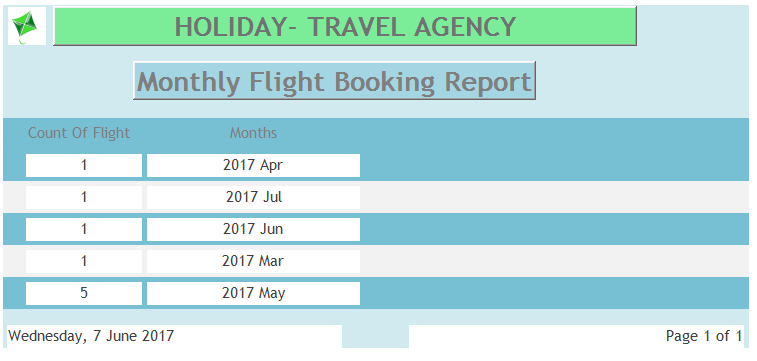 HOLIDAY- TRAVEL AGENCY
Monthly Flight Booking Report
Count Of Flight Months
1 2017 Apr
1 2017 Jul
1 2017 Jun
1 2017 Mar
5 2017 May
Wednesday, 7 June 2017 Page 1 of 1